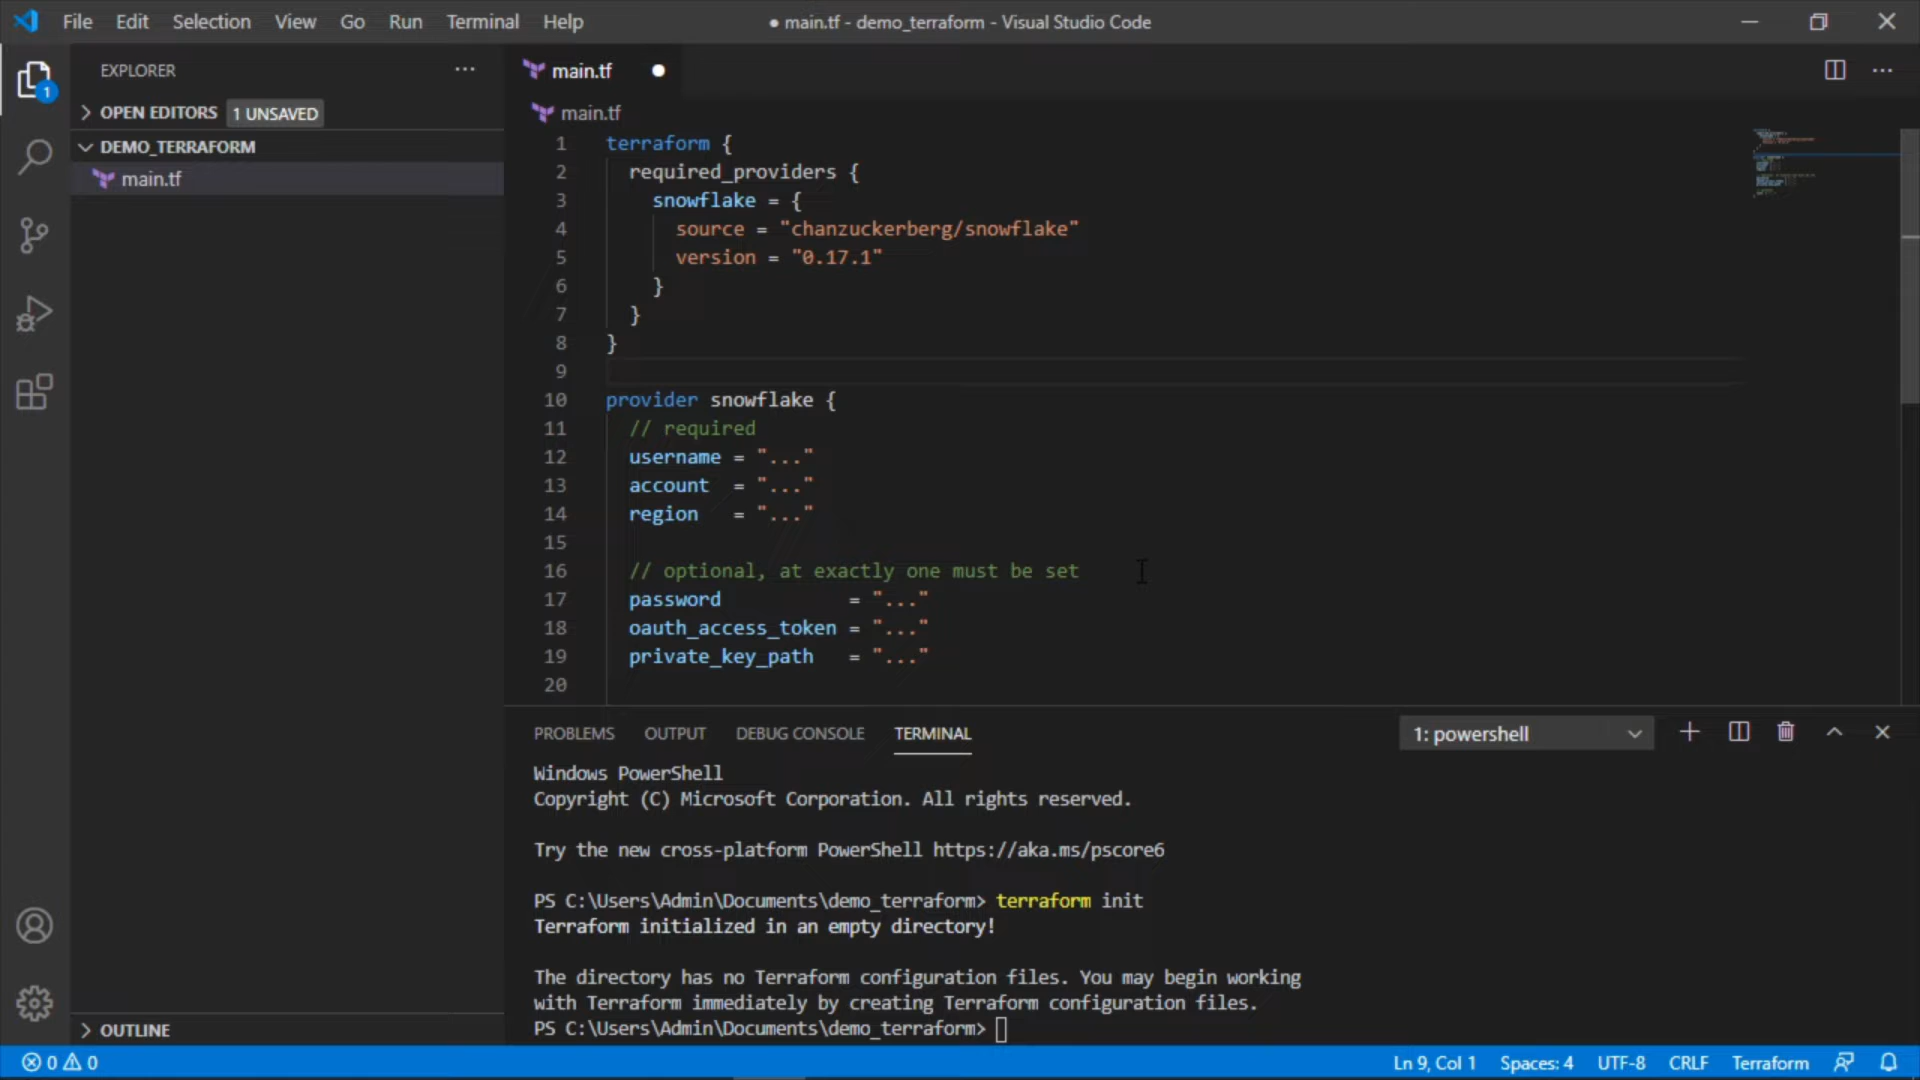 File Edit Selection View Go Run Terminal Help
● main.tf - demo_terraform - Visual Studio Code
EXPLORER
1
OPEN EDITORS 1 UNSAVED
DEMO_TERRAFORM
main.tf
main.tf
main.tf
1 terraform {
2 required_providers {
3 snowflake = {
4 source = "chanzuckerberg/snowflake"
5 version = "0.17.1"
6 }
7 }
8 }
9
10 provider snowflake {
11 // required
12 username = "..."
13 account = "..."
14 region = "..."
15
16 // optional, at exactly one must be set
17 password = "..."
18 oauth_access_token = "..."
19 private_key_path = "..."
20
PROBLEMS OUTPUT DEBUG CONSOLE TERMINAL
1: powershell
Windows PowerShell
Copyright (C) Microsoft Corporation. All rights reserved.
Try the new cross-platform PowerShell https://aka.ms/pscore6
PS C:\Users\Admin\Documents\demo_terraform> terraform init
Terraform initialized in an empty directory!
The directory has no Terraform configuration files. You may begin working
with Terraform immediately by creating Terraform configuration files.
PS C:\Users\Admin\Documents\demo_terraform>
OUTLINE
0 0
Ln 9, Col 1 Spaces: 4 UTF-8 CRLF Terraform